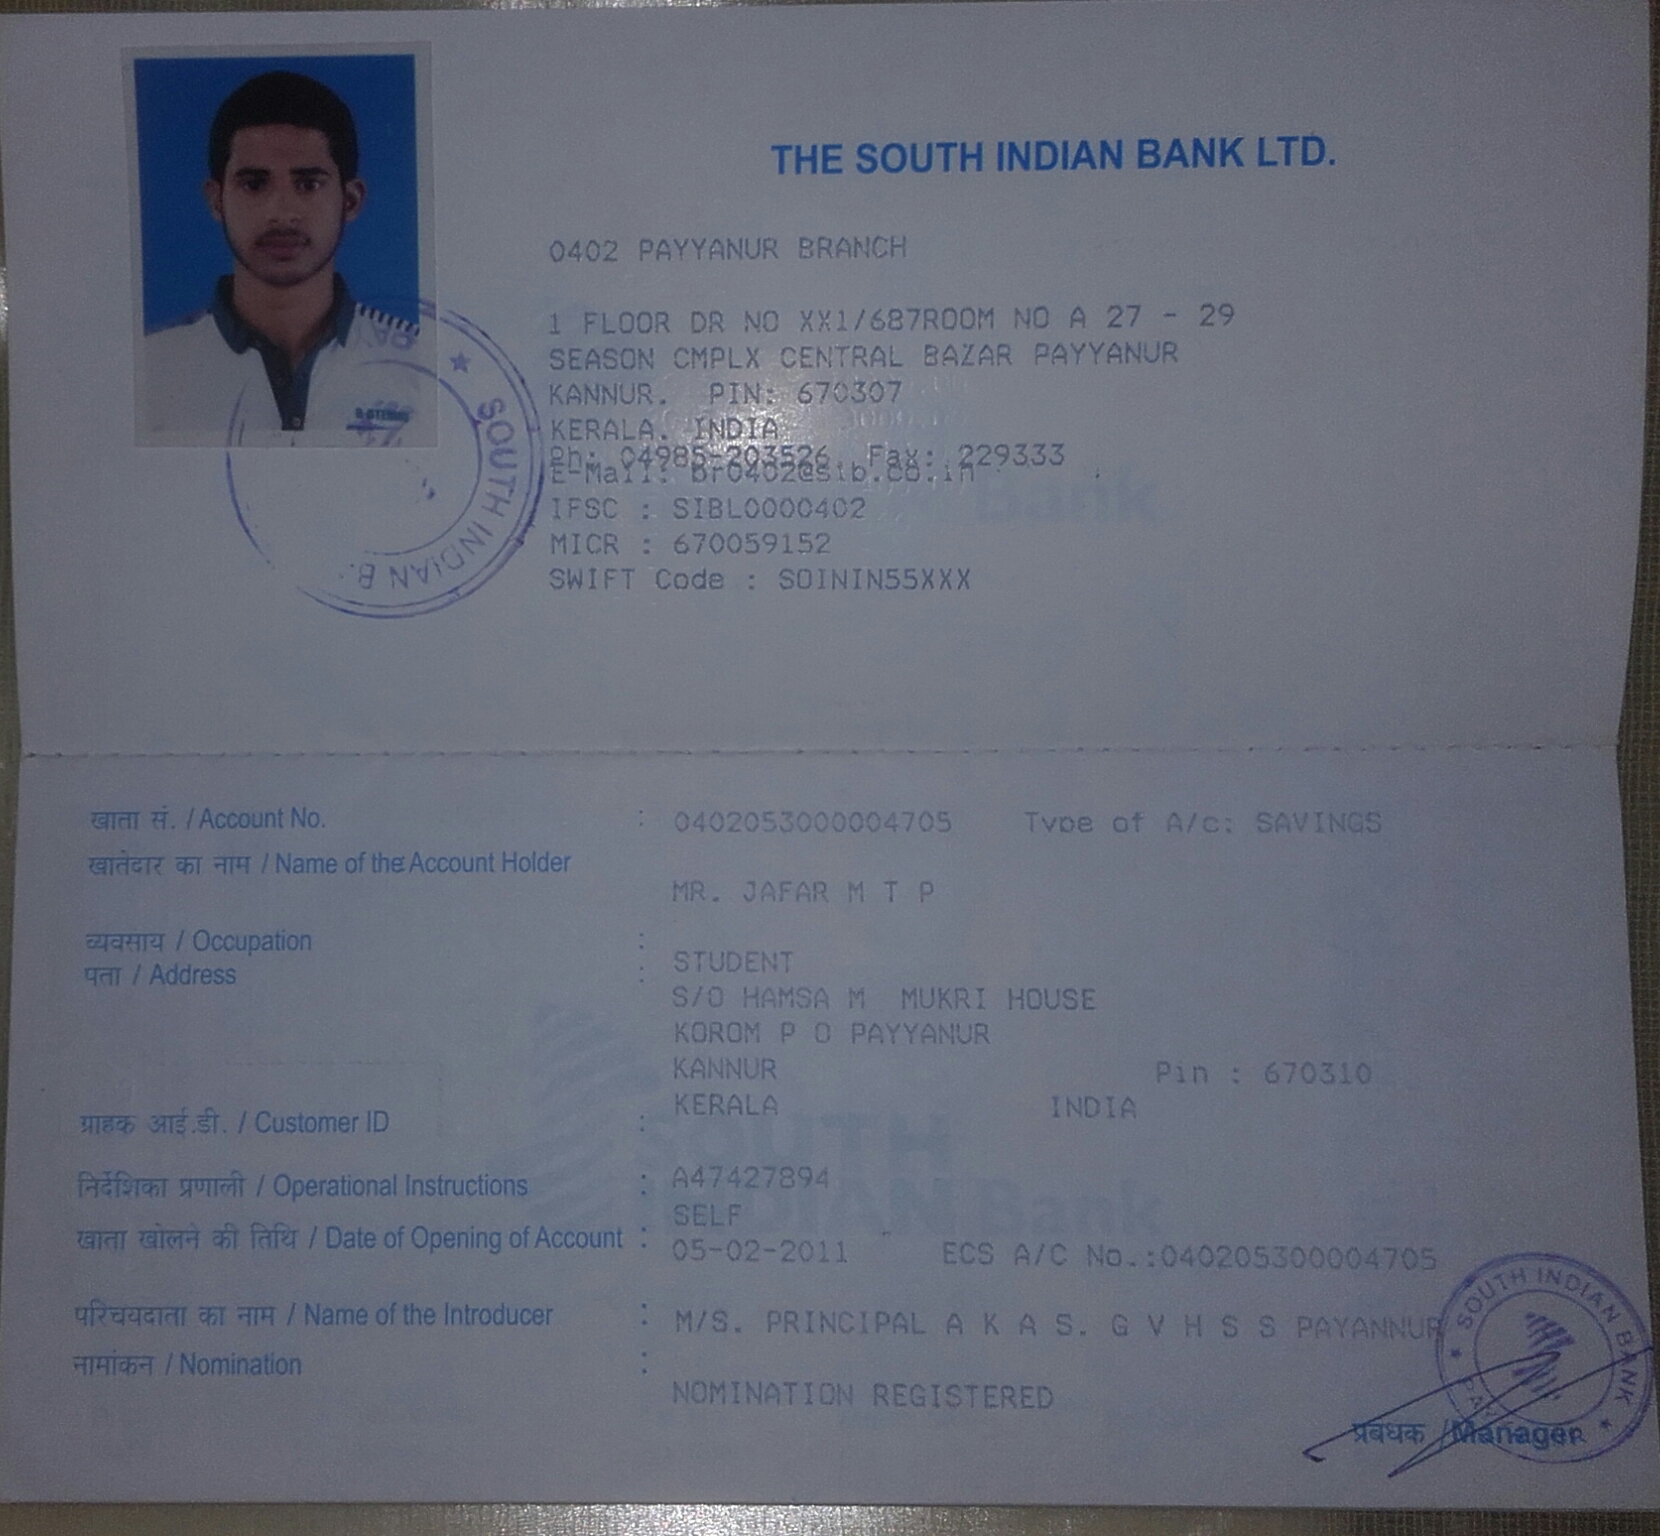 THE SOUTH INDIAN BANK LTD.
0402 PAYYANUR BRANCH
1 FLOOR DR NO XX1/687ROOM NO A 27 - 29
SEASON CMPLX CENTRAL BAZAR PAYYANUR
KANNUR. PIN: 670307
KERALA. INDIA
Ph: 04985-203526 Fax: 229333
E-Mail: br0402@sib.co.in
IFSC : SIBL0000402
MICR : 670059152
SWIFT Code : SOININ55XXX
★ SOUTH INDIAN B
खाता सं. / Account No. : 0402053000004705 Type of A/c: SAVINGS
खातेदार का नाम / Name of the Account Holder
MR. JAFAR M T P
व्यवसाय / Occupation :
STUDENT
पता / Address :
S/O HAMSA M MUKRI HOUSE
KOROM P O PAYYANUR
KANNUR Pin : 670310
KERALA INDIA
ग्राहक आई.डी. / Customer ID :
A47427894
निर्देशिका प्रणाली / Operational Instructions :
SELF
खाता खोलने की तिथि / Date of Opening of Account :
05-02-2011 ECS A/C No.:040205300004705
परिचयदाता का नाम / Name of the Introducer : M/S. PRINCIPAL A K A S. G V H S S PAYANNUR
नामांकन / Nomination :
NOMINATION REGISTERED
★ SOUTH INDIAN BANK ★
प्रबंधक / Manager
SOUTH
INDIAN Bank